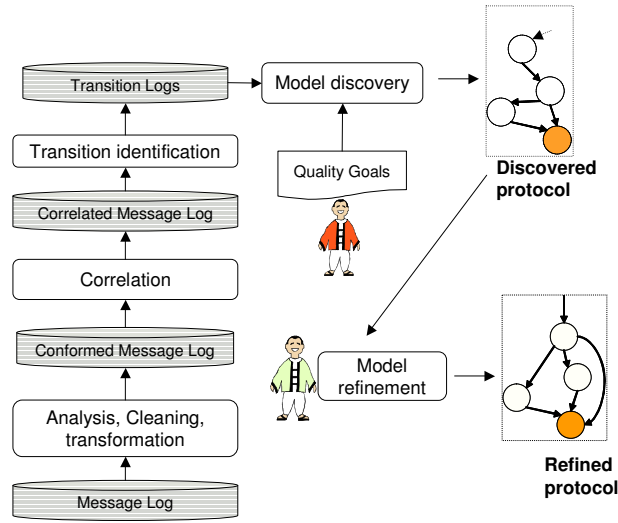 Transition Logs
Model discovery
Transition identification
Quality Goals
Discovered
protocol
Correlated Message Log
Correlation
Conformed Message Log
Model
refinement
Analysis, Cleaning,
transformation
Refined
protocol
Message Log